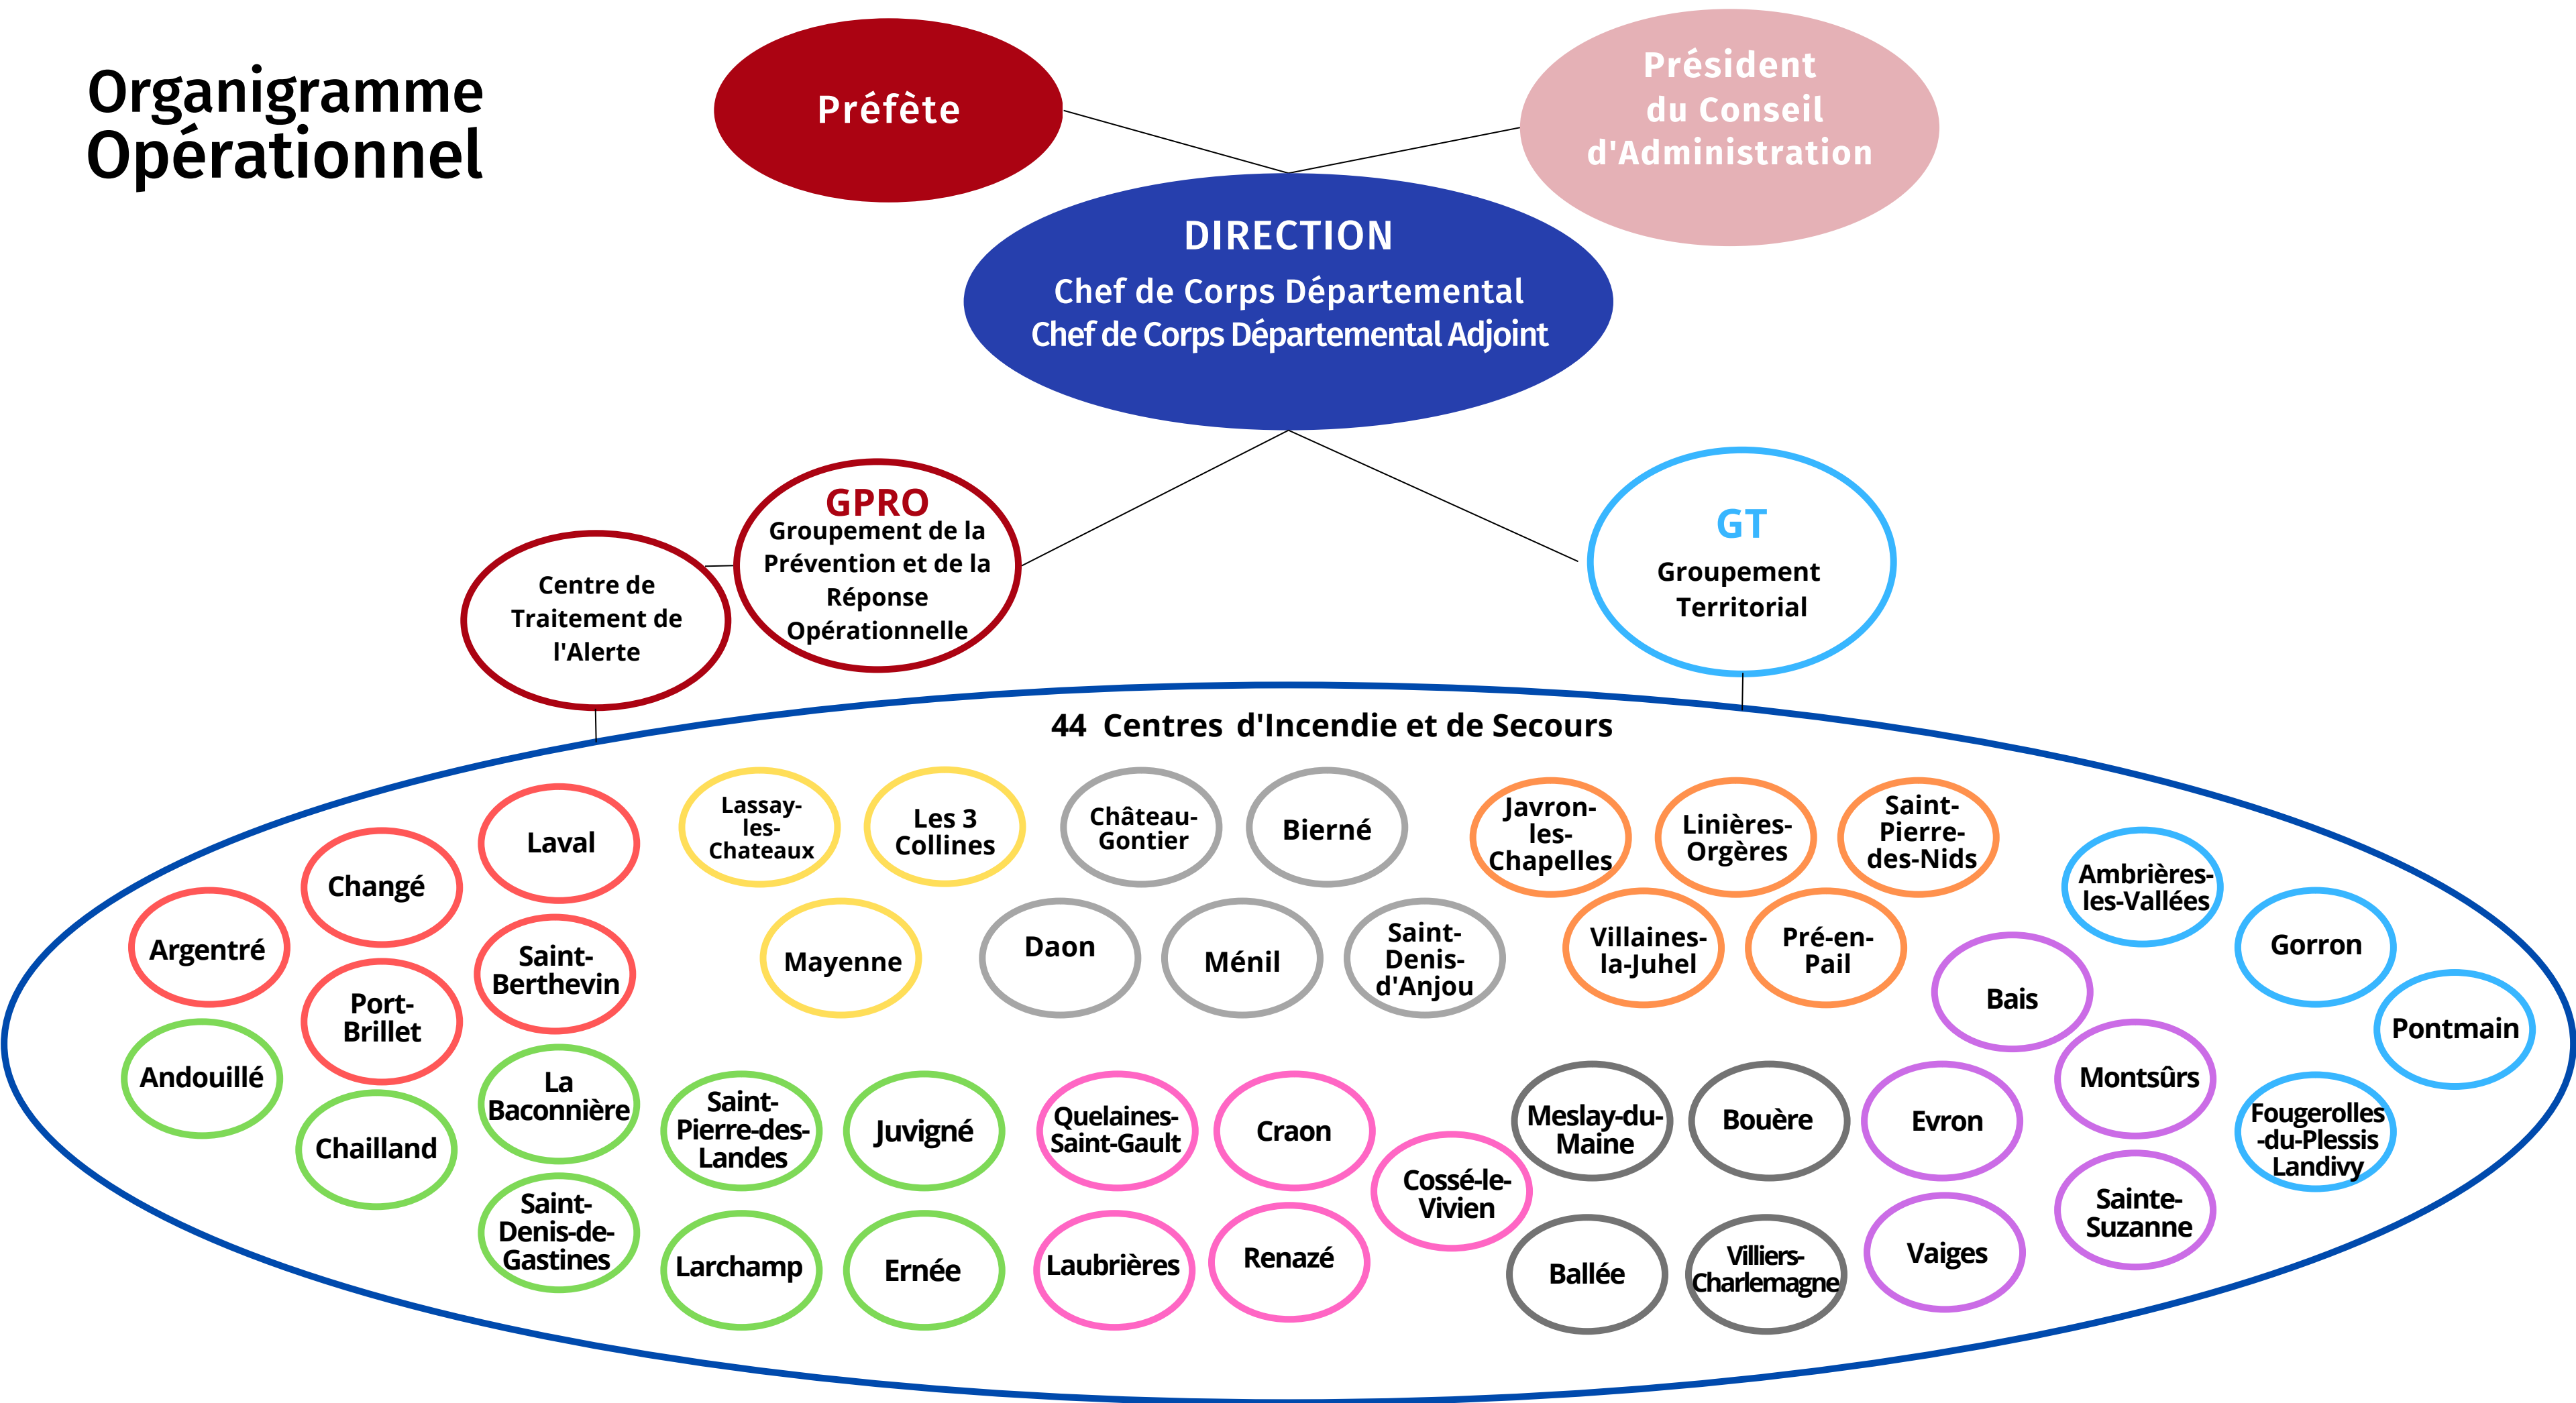 Organigramme
Opérationnel
Préfète
Président
du Conseil
d'Administration
DIRECTION
Chef de Corps Départemental
Chef de Corps Départemental Adjoint
GPRO
Groupement de la
Prévention et de la
Réponse
Opérationnelle
GT
Groupement
Territorial
Centre de
Traitement de
l'Alerte
44 Centres d'Incendie et de Secours
Argentré
Changé
Laval
Port-
Brillet
Saint-
Berthevin
Lassay-
les-
Chateaux
Les 3
Collines
Mayenne
Château-
Gontier
Bierné
Daon
Ménil
Saint-
Denis-
d'Anjou
Javron-
les-
Chapelles
Linières-
Orgères
Saint-
Pierre-
des-Nids
Villaines-
la-Juhel
Pré-en-
Pail
Ambrières-
les-Vallées
Gorron
Pontmain
Fougerolles
-du-Plessis
Landivy
Andouillé
Chailland
La
Baconnière
Saint-
Denis-de-
Gastines
Saint-
Pierre-des-
Landes
Juvigné
Larchamp
Ernée
Quelaines-
Saint-Gault
Craon
Cossé-le-
Vivien
Laubrières
Renazé
Meslay-du-
Maine
Bouère
Ballée
Villiers-
Charlemagne
Bais
Montsûrs
Evron
Vaiges
Sainte-
Suzanne